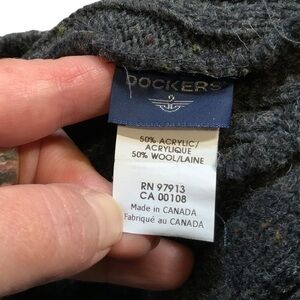 DOCKERS
50% ACRYLIC/
ACRYLIQUE
50% WOOL/LAINE
RN 97913
CA 00108
Made in CANADA
Fabriqué au CANADA